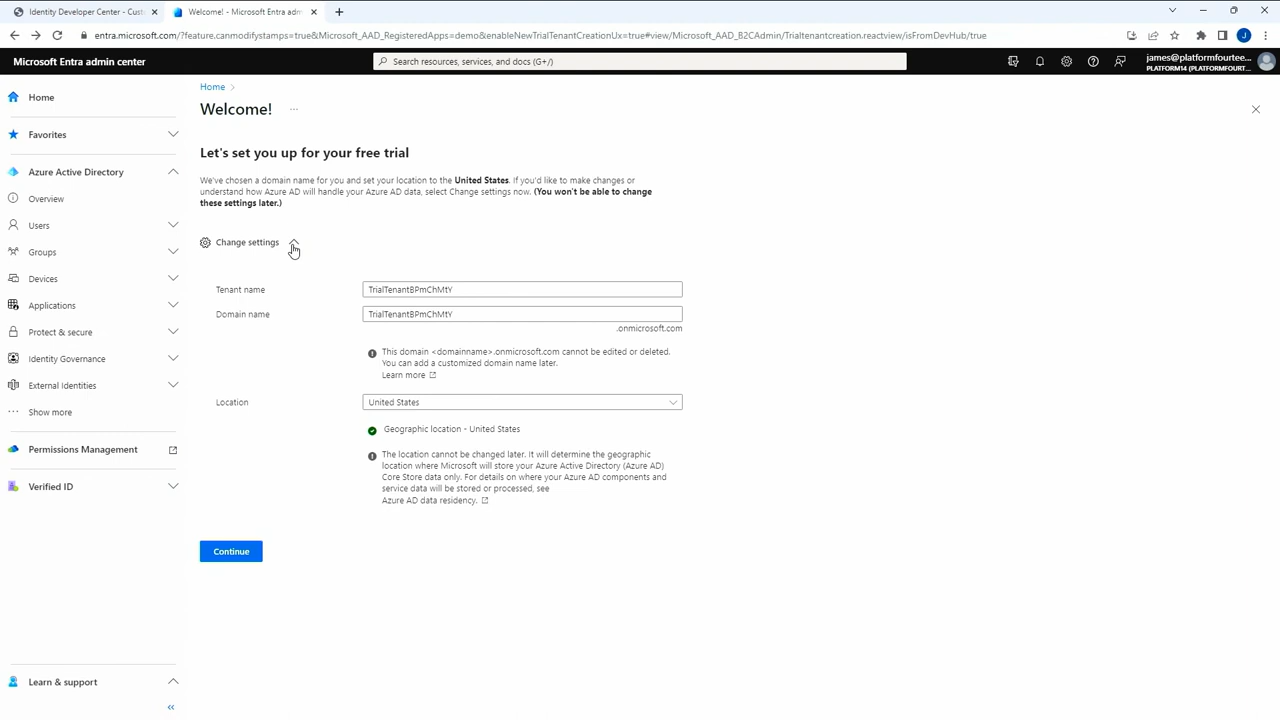 Identity Developer Center - Cust
Welcome! - Microsoft Entra adm
entra.microsoft.com/?feature.canmodifystamps=true&Microsoft_AAD_RegisteredApps=demo&enableNewTrialTenantCreationUx=true#view/Microsoft_AAD_B2CAdmin/Trialtenantcreation.reactview/isFromDevHub/true
J
Microsoft Entra admin center
Search resources, services, and docs (G+/)
james@platformfourtee...
PLATFORM14 (PLATFORMFOURT...
Home
Favorites
Azure Active Directory
Overview
Users
Groups
Devices
Applications
Protect & secure
Identity Governance
External Identities
Show more
Permissions Management
Verified ID
Learn & support
Home >
Welcome! ...
Let's set you up for your free trial
We've chosen a domain name for you and set your location to the United States. If you'd like to make changes or
understand how Azure AD will handle your Azure AD data, select Change settings now. (You won't be able to change
these settings later.)
Change settings
Tenant name
TrialTenantBPmChMtY
Domain name
TrialTenantBPmChMtY
.onmicrosoft.com
This domain <domainname>.onmicrosoft.com cannot be edited or deleted.
You can add a customized domain name later.
Learn more
Location
United States
Geographic location - United States
The location cannot be changed later. It will determine the geographic
location where Microsoft will store your Azure Active Directory (Azure AD)
Core Store data only. For details on where your Azure AD components and
service data will be stored or processed, see
Azure AD data residency.
Continue